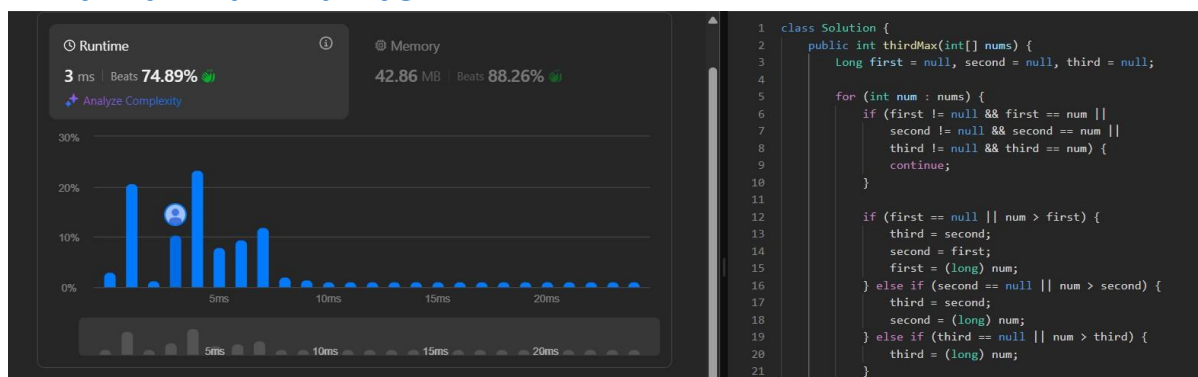 Runtime
3 ms | Beats 74.89%
Analyze Complexity
Memory
42.86 MB | Beats 88.26%
30%
20%
10%
0%
5ms 10ms 15ms 20ms
5ms 10ms 15ms 20ms
1 class Solution {
2 public int thirdMax(int[] nums) {
3 Long first = null, second = null, third = null;
4
5 for (int num : nums) {
6 if (first != null && first == num ||
7 second != null && second == num ||
8 third != null && third == num) {
9 continue;
10 }
11
12 if (first == null || num > first) {
13 third = second;
14 second = first;
15 first = (long) num;
16 } else if (second == null || num > second) {
17 third = second;
18 second = (long) num;
19 } else if (third == null || num > third) {
20 third = (long) num;
21 }